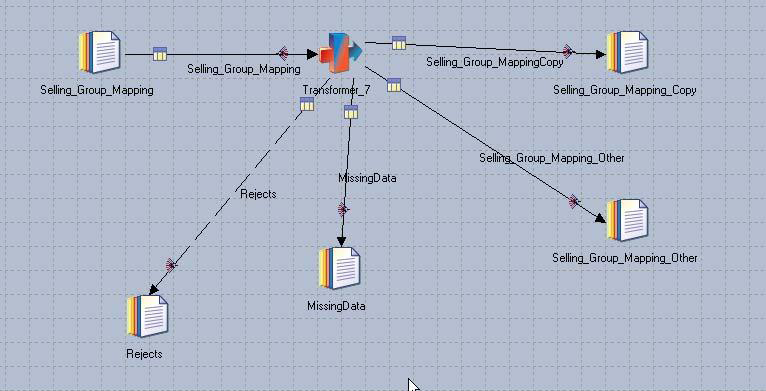 Selling_Group_Mapping
Selling_Group_Mapping
Transformer_7
Selling_Group_MappingCopy
Selling_Group_Mapping_Copy
Selling_Group_Mapping_Other
MissingData
Rejects
Selling_Group_Mapping_Other
MissingData
Rejects